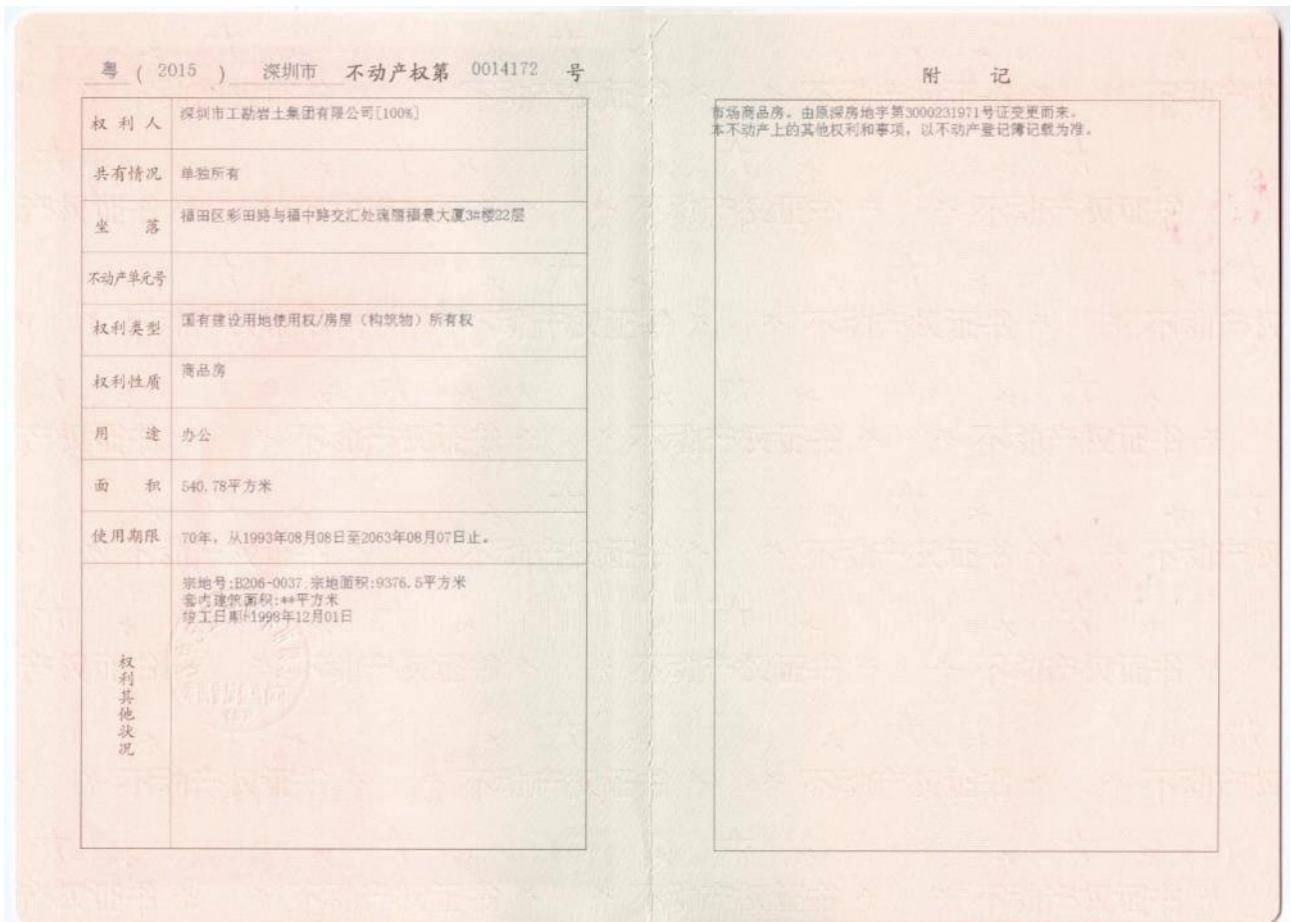 粤 ( 2015 ) 深圳市 不动产权第 0014172 号
权利人 深圳市工勘岩土集团有限公司[100%]
共有情况 单独所有
坐落 福田区彩田路与福中路交汇处瑰丽福景大厦3#楼22层
不动产单元号
权利类型 国有建设用地使用权/房屋（构筑物）所有权
权利性质 商品房
用途 办公
面积 540.78平方米
使用期限 70年，从1993年08月08日至2063年08月07日止。
权利其他状况
宗地号:B206-0037,宗地面积:9376.5平方米
套内建筑面积:**平方米
竣工日期:1998年12月01日
附记
市场商品房。由原深房地字第3000231971号证变更而来。
本不动产上的其他权利和事项，以不动产登记簿记载为准。